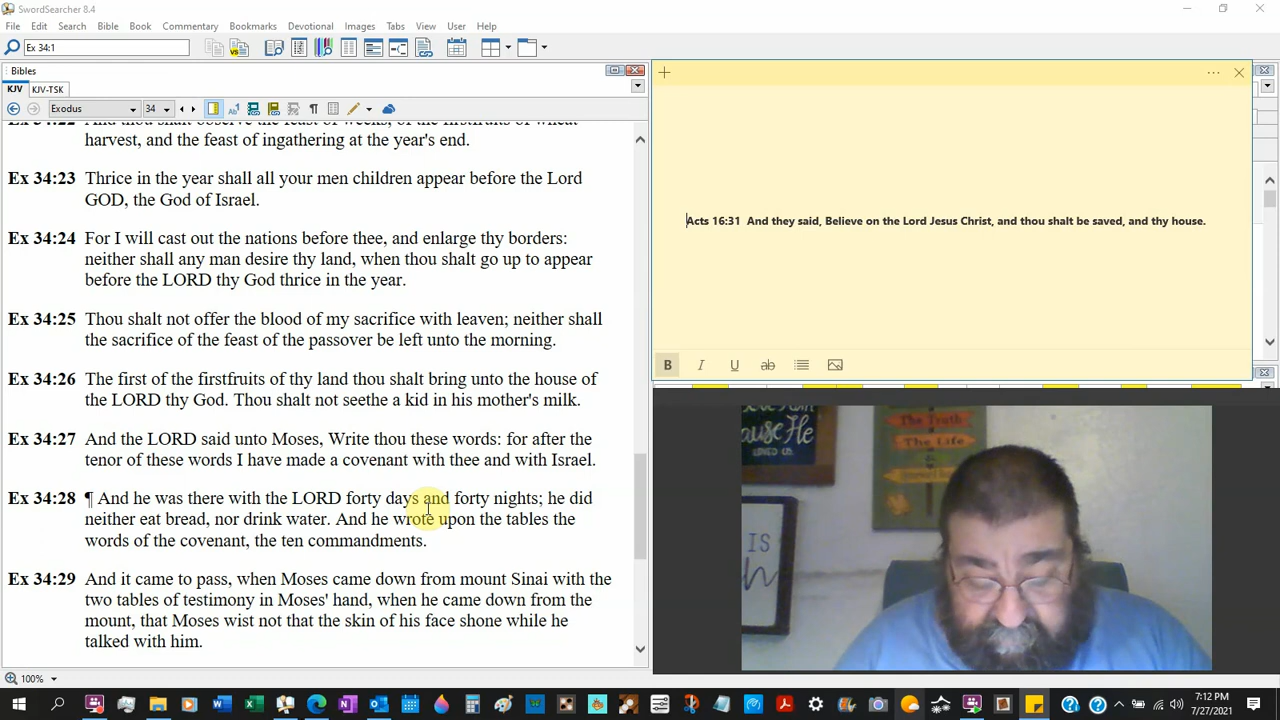 SwordSearcher 8.4
File Edit Search Bible Book Commentary Bookmarks Devotional Images Tabs View User Help
Ex 34:1
Bibles
KJV KJV-TSK
Exodus 34
harvest, and the feast of ingathering at the year's end.
Ex 34:23 Thrice in the year shall all your men children appear before the Lord
GOD, the God of Israel.
Ex 34:24 For I will cast out the nations before thee, and enlarge thy borders:
neither shall any man desire thy land, when thou shalt go up to appear
before the LORD thy God thrice in the year.
Ex 34:25 Thou shalt not offer the blood of my sacrifice with leaven; neither shall
the sacrifice of the feast of the passover be left unto the morning.
Ex 34:26 The first of the firstfruits of thy land thou shalt bring unto the house of
the LORD thy God. Thou shalt not seethe a kid in his mother's milk.
Ex 34:27 And the LORD said unto Moses, Write thou these words: for after the
tenor of these words I have made a covenant with thee and with Israel.
Ex 34:28 ¶ And he was there with the LORD forty days and forty nights; he did
neither eat bread, nor drink water. And he wrote upon the tables the
words of the covenant, the ten commandments.
Ex 34:29 And it came to pass, when Moses came down from mount Sinai with the
two tables of testimony in Moses' hand, when he came down from the
mount, that Moses wist not that the skin of his face shone while he
talked with him.
100%
Acts 16:31 And they said, Believe on the Lord Jesus Christ, and thou shalt be saved, and thy house.
B I U ab
He
LOVED US.
The Truth
The Life
IS
7:12 PM
7/27/2021